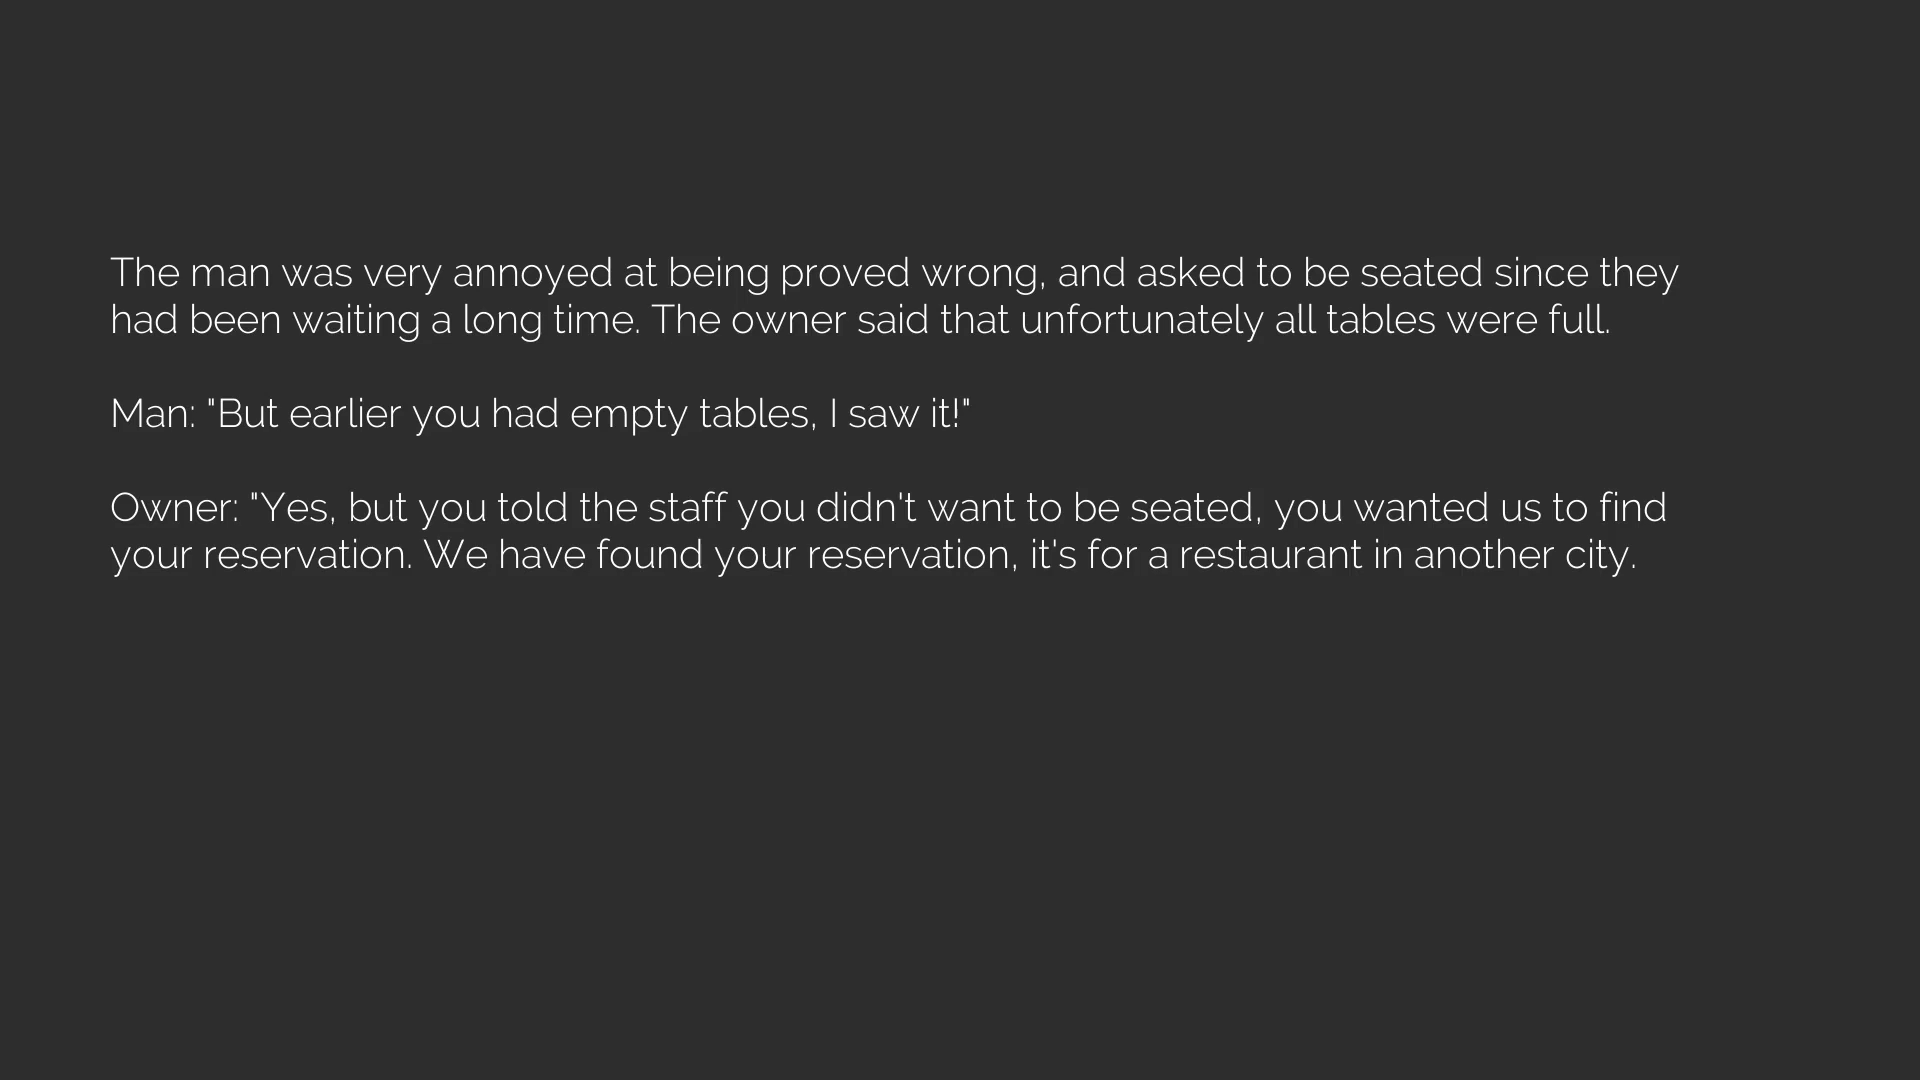 The man was very annoyed at being proved wrong, and asked to be seated since they
had been waiting a long time. The owner said that unfortunately all tables were full.
Man: "But earlier you had empty tables, I saw it!"
Owner: "Yes, but you told the staff you didn't want to be seated, you wanted us to find
your reservation. We have found your reservation, it's for a restaurant in another city.